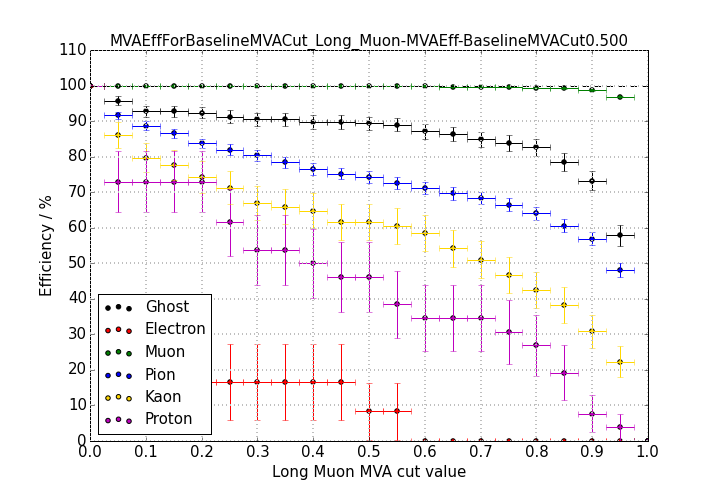 MVAEffForBaselineMVACut_Long_Muon-MVAEff-BaselineMVACut0.500
110
100
90
80
70
60
50
40
30
20
10
0
Efficiency / %
Ghost
Electron
Muon
Pion
Kaon
Proton
0.0 0.1 0.2 0.3 0.4 0.5 0.6 0.7 0.8 0.9 1.0
Long Muon MVA cut value